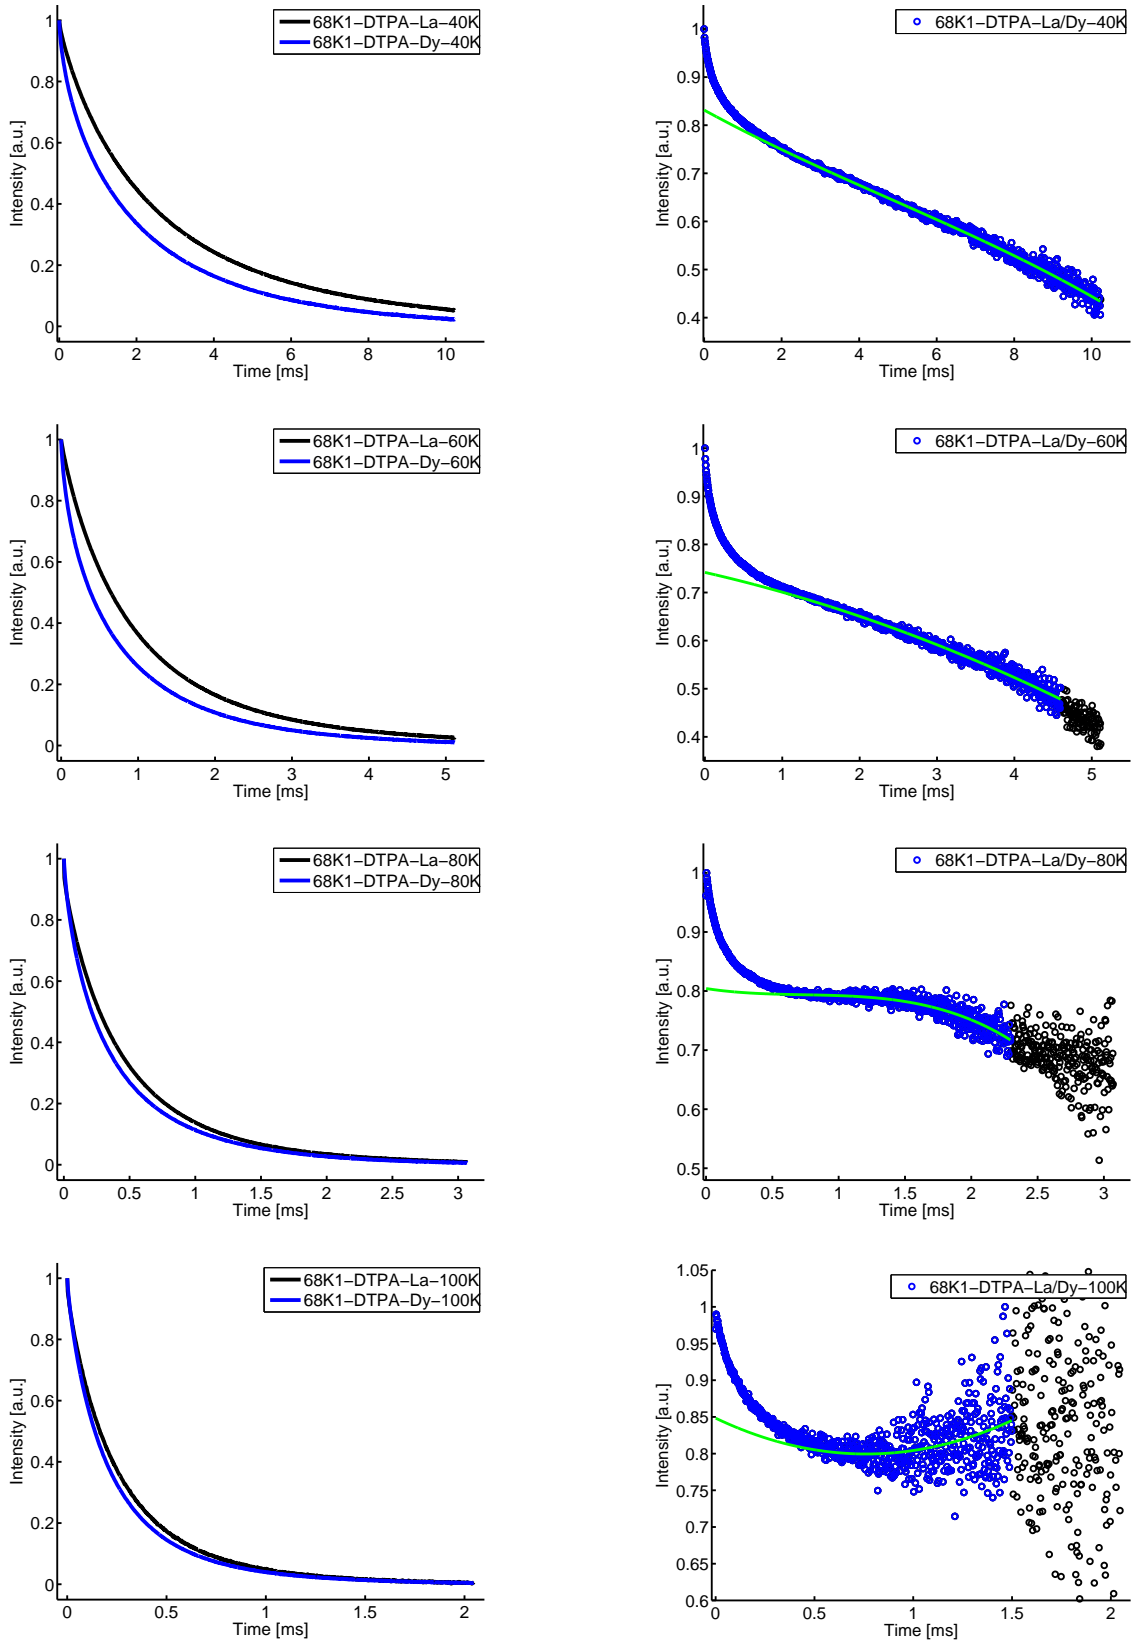 68K1−DTPA−La−40K
68K1−DTPA−Dy−40K
Intensity [a.u.]
1
0.8
0.6
0.4
0.2
0
0 2 4 6 8 10
Time [ms]
68K1−DTPA−La/Dy−40K
Intensity [a.u.]
1
0.9
0.8
0.7
0.6
0.5
0.4
0 2 4 6 8 10
Time [ms]
68K1−DTPA−La−60K
68K1−DTPA−Dy−60K
Intensity [a.u.]
1
0.8
0.6
0.4
0.2
0
0 1 2 3 4 5
Time [ms]
68K1−DTPA−La/Dy−60K
Intensity [a.u.]
1
0.9
0.8
0.7
0.6
0.5
0.4
0 1 2 3 4 5
Time [ms]
68K1−DTPA−La−80K
68K1−DTPA−Dy−80K
Intensity [a.u.]
1
0.8
0.6
0.4
0.2
0
0 0.5 1 1.5 2 2.5 3
Time [ms]
68K1−DTPA−La/Dy−80K
Intensity [a.u.]
1
0.9
0.8
0.7
0.6
0.5
0 0.5 1 1.5 2 2.5 3
Time [ms]
68K1−DTPA−La−100K
68K1−DTPA−Dy−100K
Intensity [a.u.]
1
0.8
0.6
0.4
0.2
0
0 0.5 1 1.5 2
Time [ms]
68K1−DTPA−La/Dy−100K
Intensity [a.u.]
1.05
1
0.95
0.9
0.85
0.8
0.75
0.7
0.65
0.6
0 0.5 1 1.5 2
Time [ms]